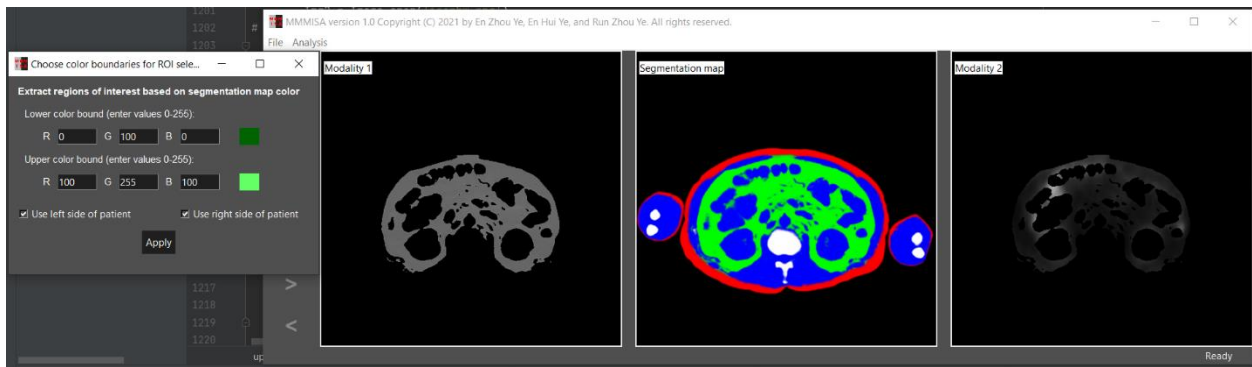 1201
1202 #
1203
MMMISA version 1.0 Copyright (C) 2021 by En Zhou Ye, En Hui Ye, and Run Zhou Ye. All rights reserved.
File Analysis
Choose color boundaries for ROI sele...
Extract regions of interest based on segmentation map color
Lower color bound (enter values 0-255):
R 0 G 100 B 0
Upper color bound (enter values 0-255):
R 100 G 255 B 100
Use left side of patient Use right side of patient
Apply
Modality 1
Segmentation map
Modality 2
1217
>
1218
1219
<
1220
up
Ready